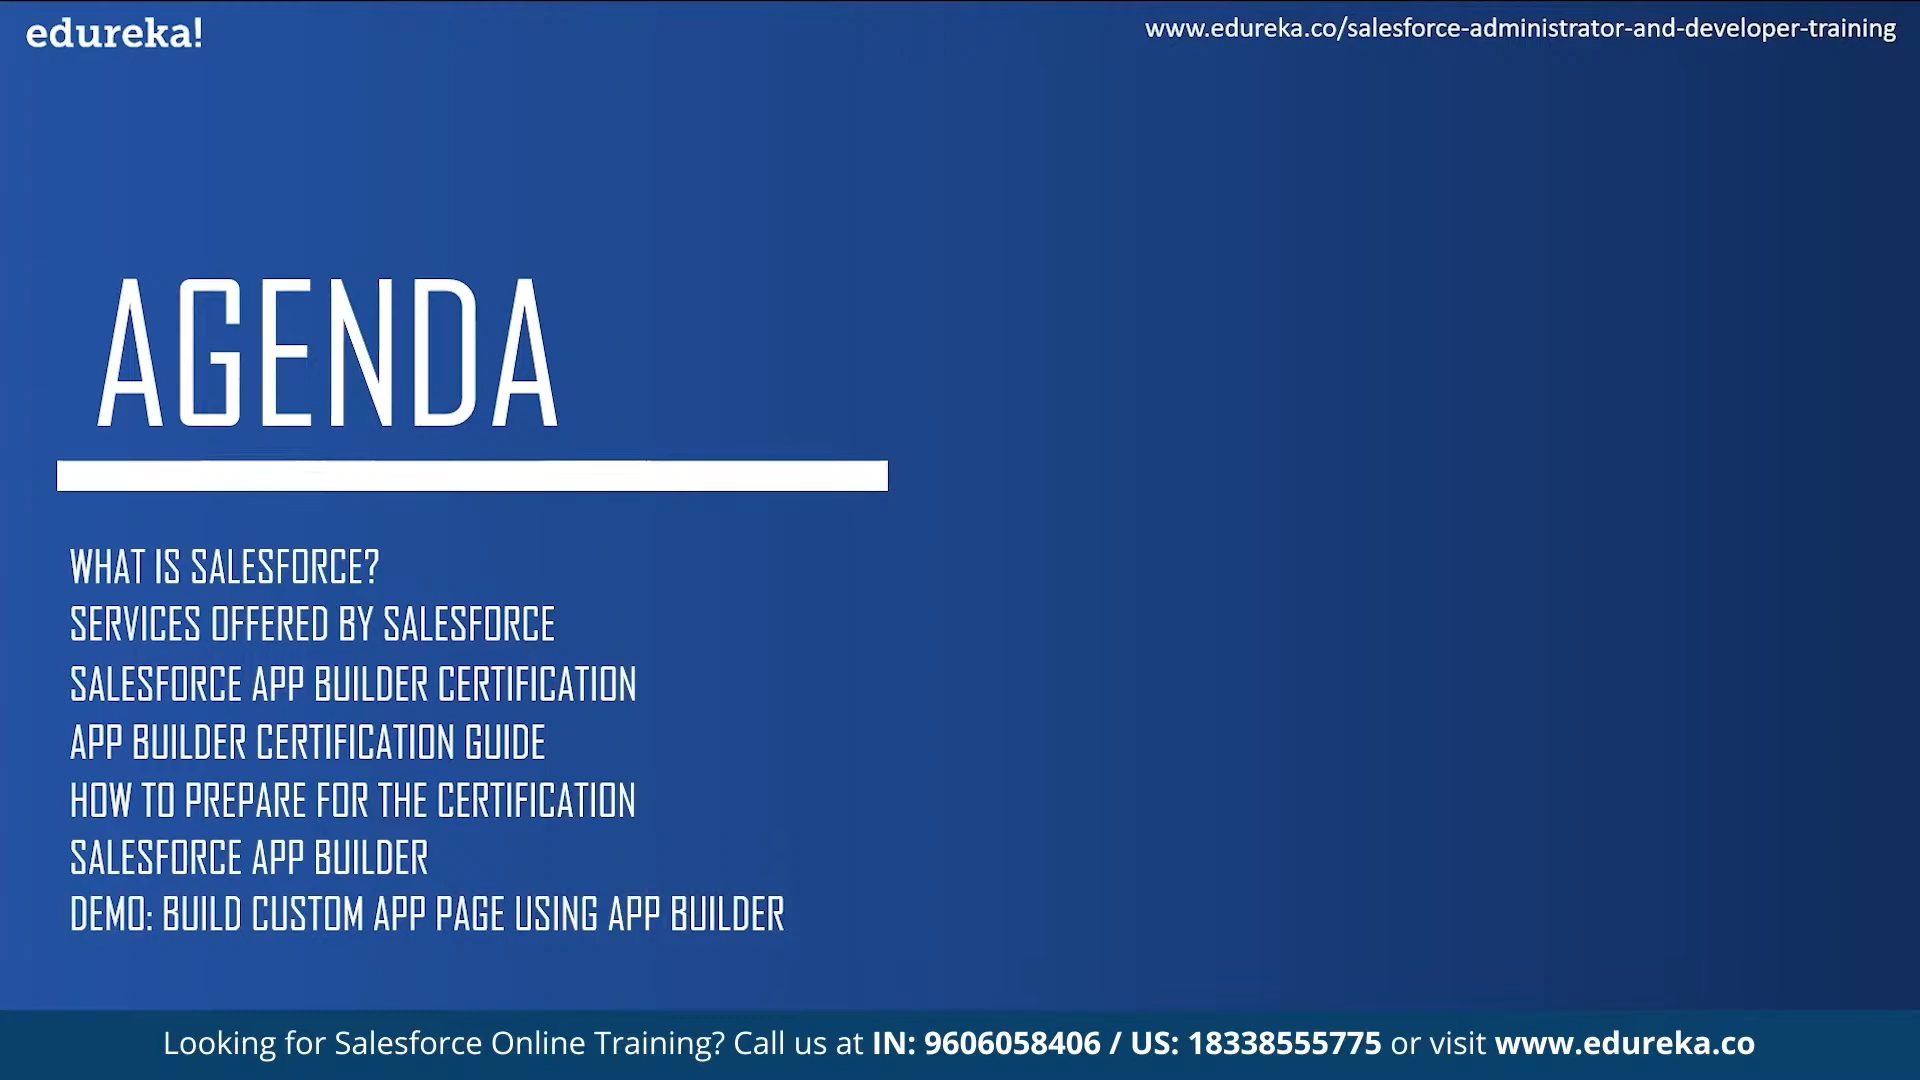 edureka!
www.edureka.co/salesforce-administrator-and-developer-training
AGENDA
WHAT IS SALESFORCE?
SERVICES OFFERED BY SALESFORCE
SALESFORCE APP BUILDER CERTIFICATION
APP BUILDER CERTIFICATION GUIDE
HOW TO PREPARE FOR THE CERTIFICATION
SALESFORCE APP BUILDER
DEMO: BUILD CUSTOM APP PAGE USING APP BUILDER
Looking for Salesforce Online Training? Call us at IN: 9606058406 / US: 18338555775 or visit www.edureka.co